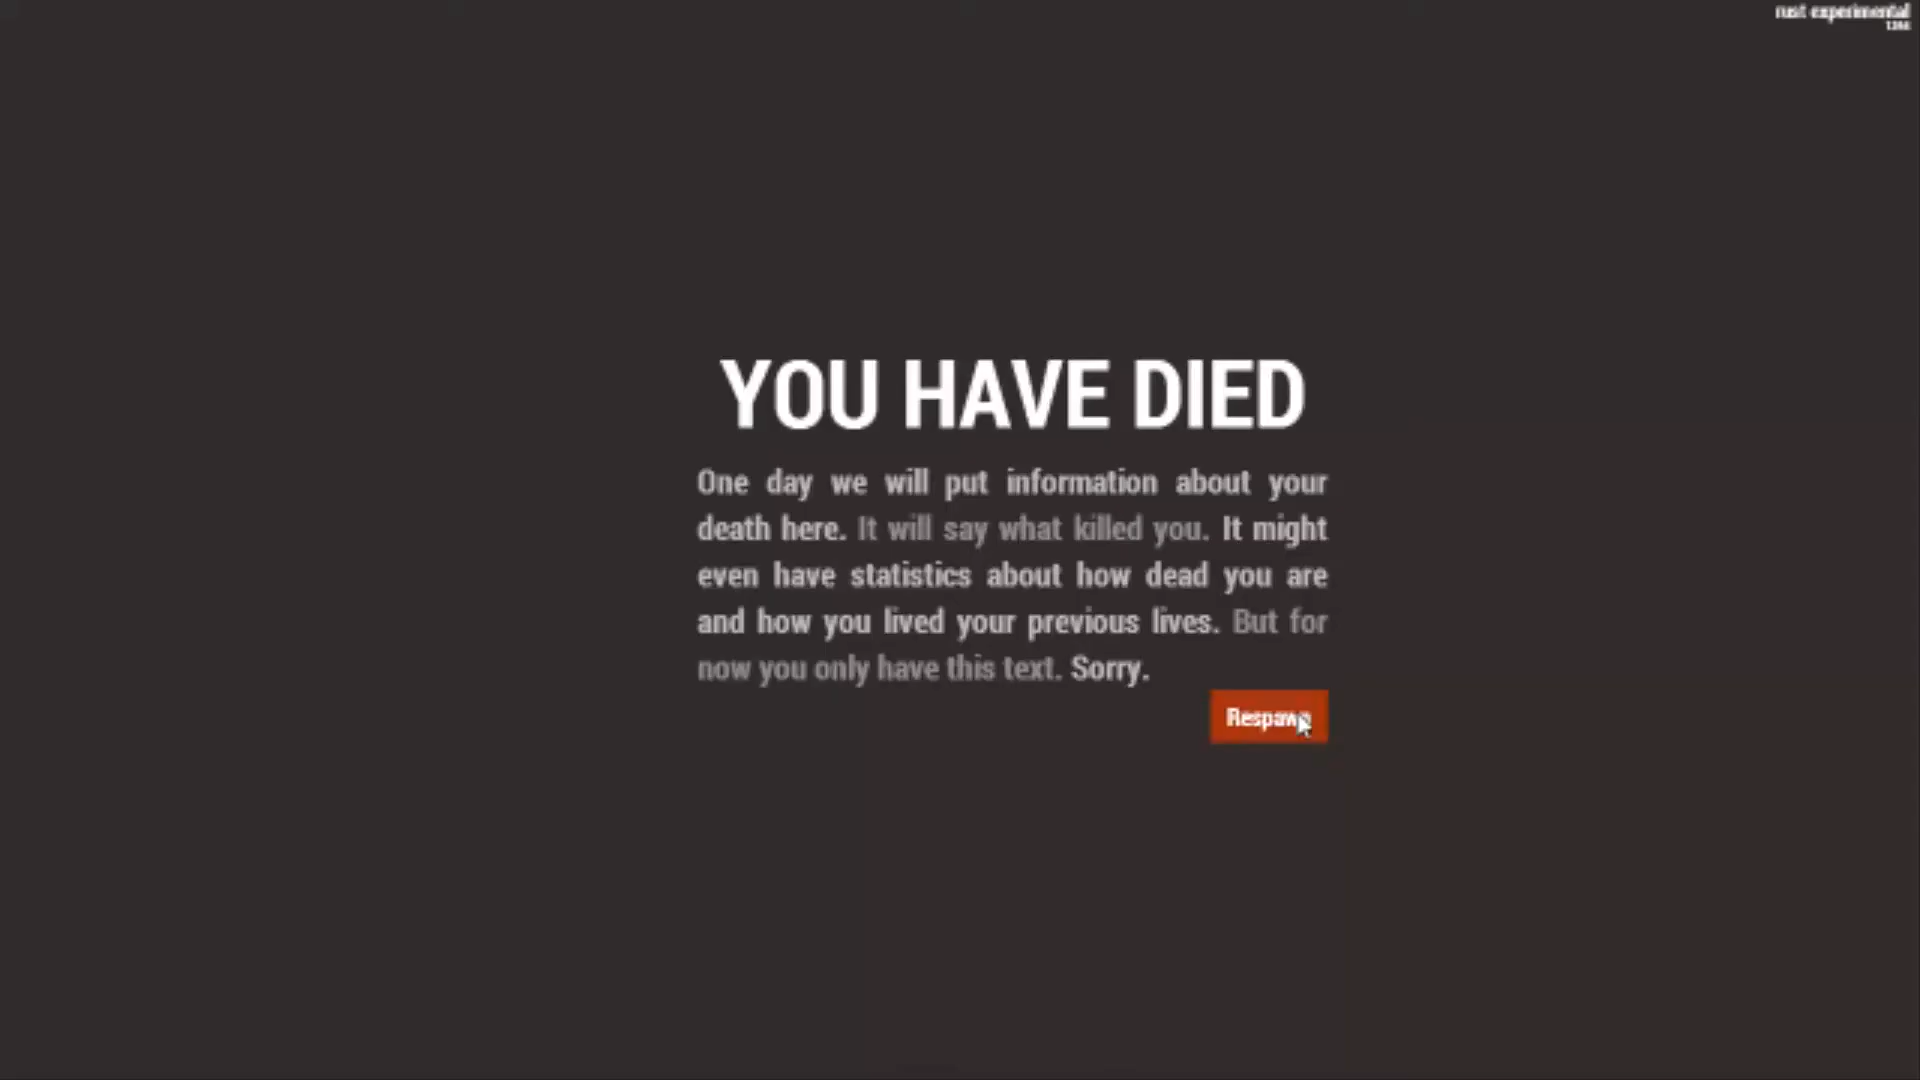 rust experimental
YOU HAVE DIED
One day we will put information about your
death here. It will say what killed you. It might
even have statistics about how dead you are
and how you lived your previous lives. But for
now you only have this text. Sorry.
Respawn